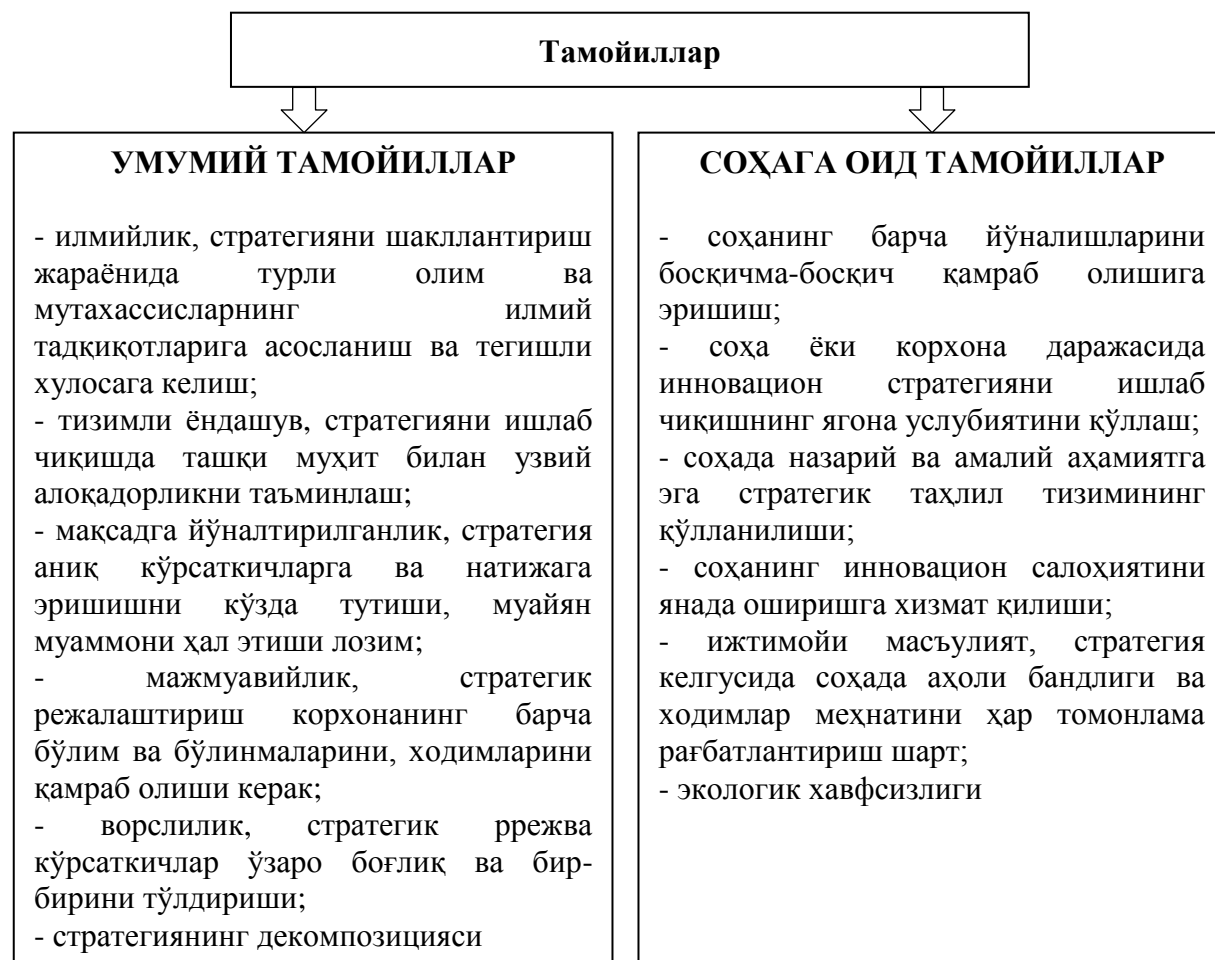 Тамойиллар
УМУМИЙ ТАМОЙИЛЛАР
- илмийлик, стратегияни шакллантириш
жараёнида турли олим ва
мутахассисларнинг илмий
тадқиқотларига асосланиш ва тегишли
хулосага келиш;
- тизимли ёндашув, стратегияни ишлаб
чиқишда ташқи муҳит билан узвий
алоқадорликни таъминлаш;
- мақсадга йўналтирилганлик, стратегия
аниқ кўрсаткичларга ва натижага
эришишни кўзда тутиши, муайян
муаммони ҳал этиши лозим;
- мажмуавийлик, стратегик
режалаштириш корхонанинг барча
бўлим ва бўлинмаларини, ходимларини
қамраб олиши керак;
- ворслилик, стратегик ррежва
кўрсаткичлар ўзаро боғлиқ ва бир-
бирини тўлдириши;
- стратегиянинг декомпозицияси
СОҲАГА ОИД ТАМОЙИЛЛАР
- соҳанинг барча йўналишларини
босқичма-босқич қамраб олишига
эришиш;
- соҳа ёки корхона даражасида
инновацион стратегияни ишлаб
чиқишнинг ягона услубиятини қўллаш;
- соҳада назарий ва амалий аҳамиятга
эга стратегик таҳлил тизимининг
қўлланилиши;
- соҳанинг инновацион салоҳиятини
янада оширишга хизмат қилиши;
- ижтимоий масъулият, стратегия
келгусида соҳада аҳоли бандлиги ва
ходимлар меҳнатини ҳар томонлама
рағбатлантириш шарт;
- экологик хавфсизлиги